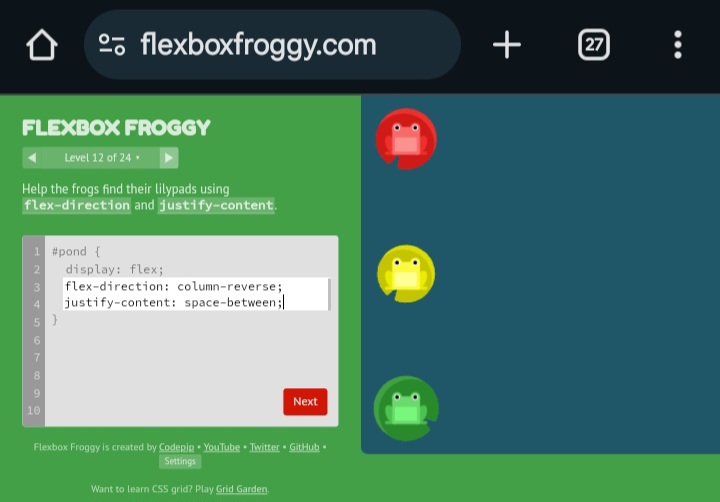 flexboxfroggy.com
27
FLEXBOX FROGGY
Level 12 of 24
Help the frogs find their lilypads using
flex-direction and justify-content.
1 #pond {
2 display: flex;
3 flex-direction: column-reverse;
4 justify-content: space-between;
5 }
6
7
8
9
10
Next
Flexbox Froggy is created by Codepip • YouTube • Twitter • GitHub •
Settings
Want to learn CSS grid? Play Grid Garden.